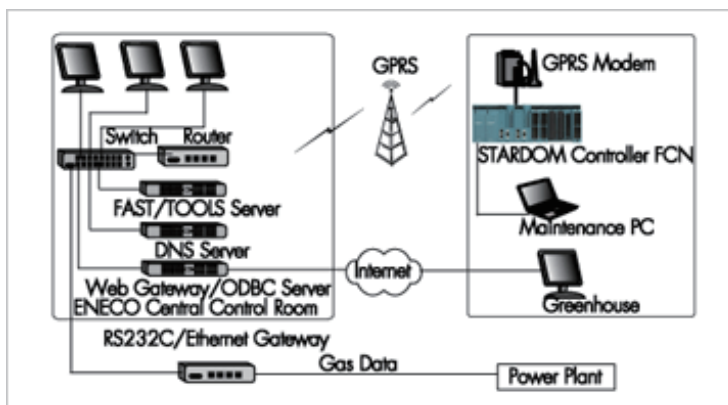 GPRS
GPRS Modem
Switch
Router
STARDOM Controller FCN
FAST/TOOLS Server
Maintenance PC
DNS Server
Internet
Web Gateway/ODBC Server
ENECO Central Control Room
Greenhouse
RS232C/Ethernet Gateway
Gas Data
Power Plant